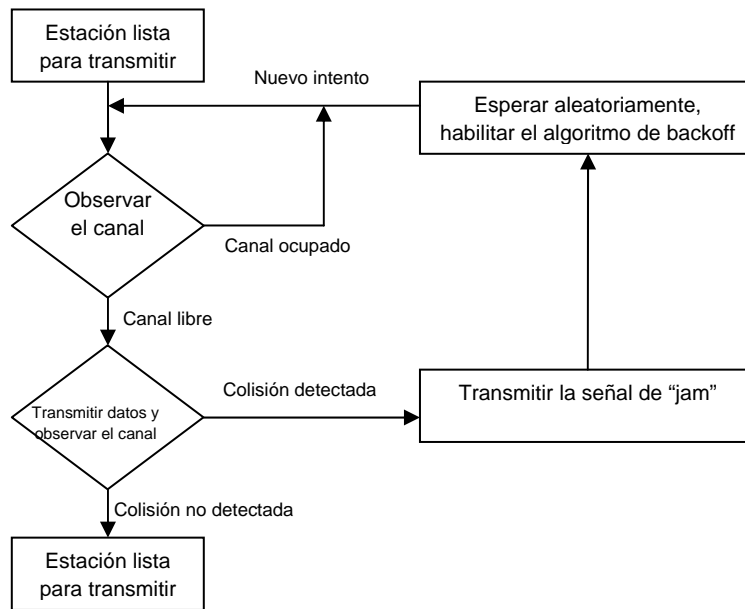 Estación lista
para transmitir
Nuevo intento
Esperar aleatoriamente,
habilitar el algoritmo de backoff
Observar
el canal
Canal ocupado
Canal libre
Colisión detectada
Transmitir la señal de “jam”
Transmitir datos y
observar el canal
Colisión no detectada
Estación lista
para transmitir